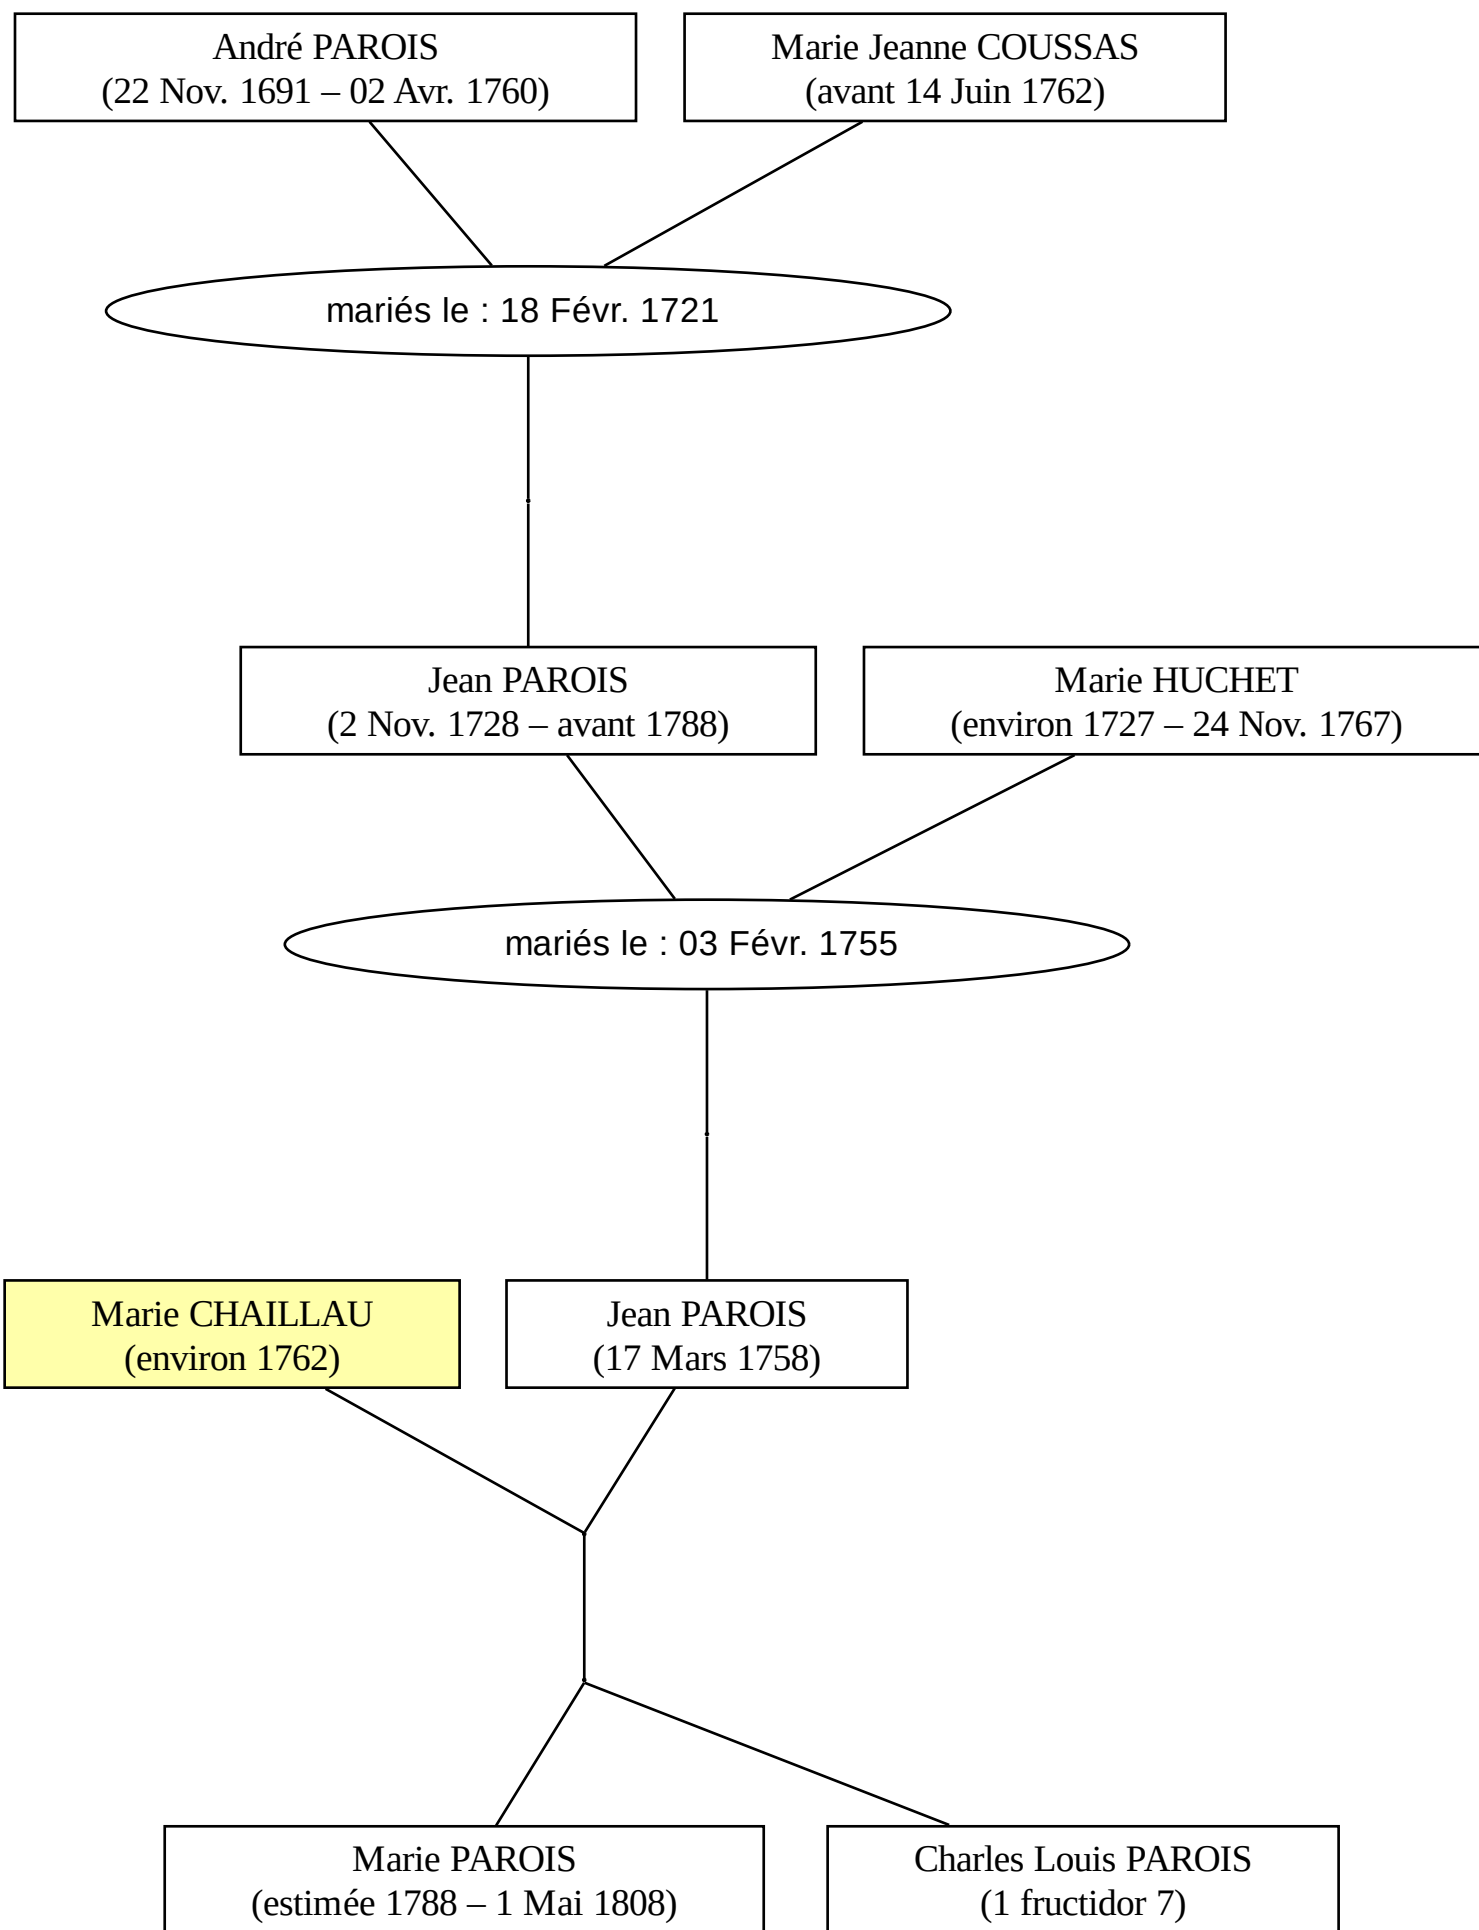 André PAROIS
(22 Nov. 1691 – 02 Avr. 1760)
Marie Jeanne COUSSAS
(avant 14 Juin 1762)
mariés le : 18 Févr. 1721
Jean PAROIS
(2 Nov. 1728 – avant 1788)
Marie HUCHET
(environ 1727 – 24 Nov. 1767)
mariés le : 03 Févr. 1755
Marie CHAILLAU
(environ 1762)
Jean PAROIS
(17 Mars 1758)
Marie PAROIS
(estimée 1788 – 1 Mai 1808)
Charles Louis PAROIS
(1 fructidor 7)